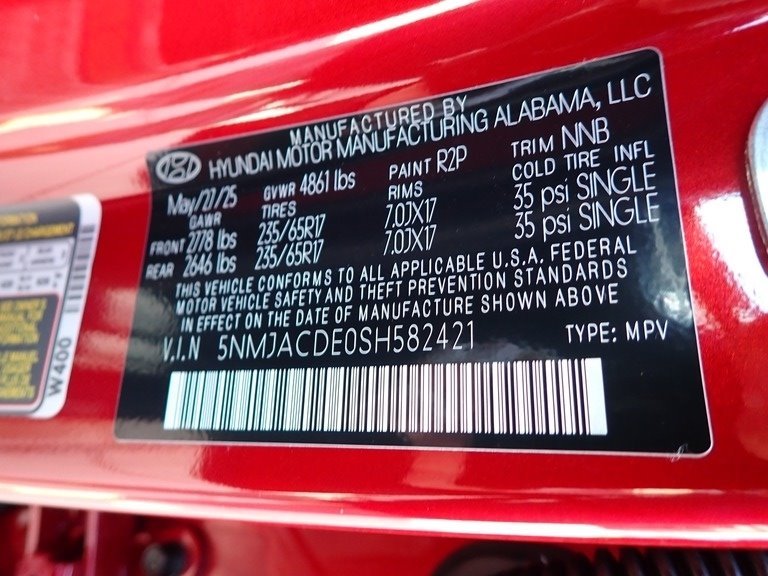 MANUFACTURED BY
HYUNDAI MOTOR MANUFACTURING ALABAMA, LLC
May/27/25 GVWR 4861 lbs PAINT R2P TRIM NNB
GAWR TIRES RIMS COLD TIRE INFL
FRONT 2778 lbs 235/65R17 7.0JX17 35 psi SINGLE
REAR 2646 lbs 235/65R17 7.0JX17 35 psi SINGLE
THIS VEHICLE CONFORMS TO ALL APPLICABLE U.S.A. FEDERAL
MOTOR VEHICLE SAFETY AND THEFT PREVENTION STANDARDS
IN EFFECT ON THE DATE OF MANUFACTURE SHOWN ABOVE
V.I.N 5NMJACDE0SH582421 TYPE: MPV
W400